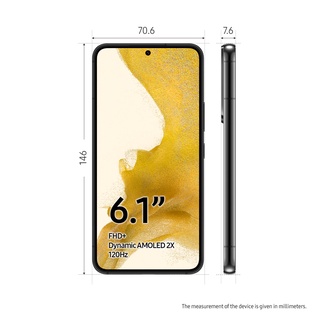 70.6
7.6
146
6.1”
FHD+
Dynamic AMOLED 2X
120Hz
The measurement of the device is given in millimeters.